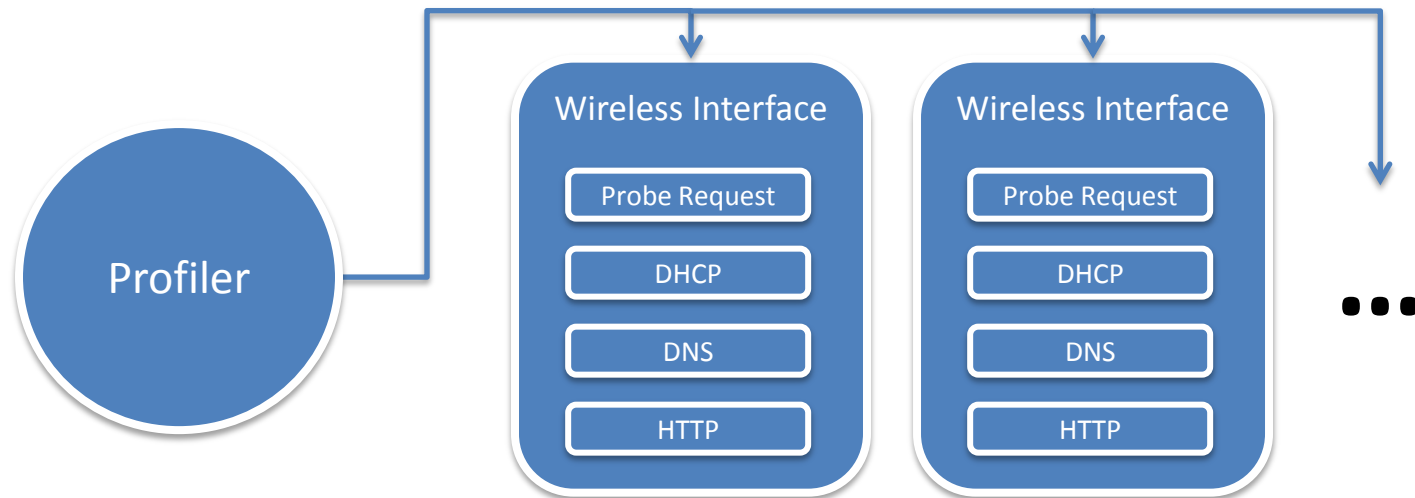 Profiler
Wireless Interface
Probe Request
DHCP
DNS
HTTP
Wireless Interface
Probe Request
DHCP
DNS
HTTP
...